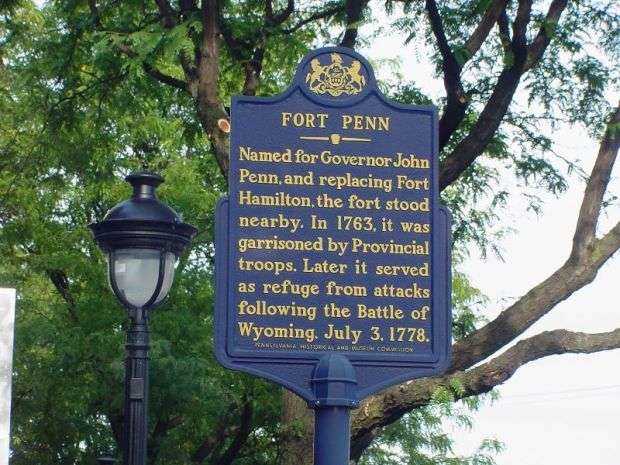 FORT PENN
Named for Governor John
Penn, and replacing Fort
Hamilton, the fort stood
nearby. In 1763, it was
garrisoned by Provincial
troops. Later it served
as refuge from attacks
following the Battle of
Wyoming, July 3, 1778.
PENNSYLVANIA HISTORICAL AND MUSEUM COMMISSION